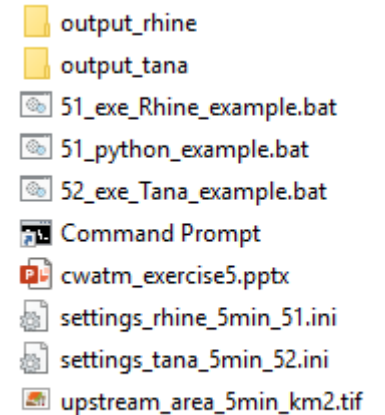 output_rhine
output_tana
51_exe_Rhine_example.bat
51_python_example.bat
52_exe_Tana_example.bat
Command Prompt
cwatm_exercise5.pptx
settings_rhine_5min_51.ini
settings_tana_5min_52.ini
upstream_area_5min_km2.tif